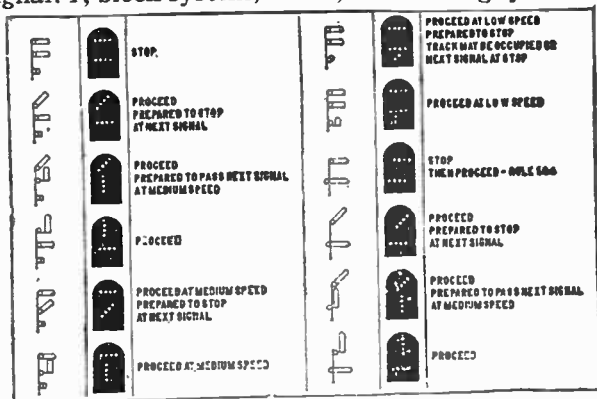 STOP.
PROCEED
PREPARED TO STOP
AT NEXT SIGNAL
PROCEED
PREPARED TO PASS NEXT SIGNAL
AT MEDIUM SPEED
PROCEED
PROCEED AT MEDIUM SPEED
PREPARED TO STOP
AT NEXT SIGNAL
PROCEED AT MEDIUM SPEED
PROCEED AT LOW SPEED
PREPARED TO STOP
TRACK MAY BE OCCUPIED OR
NEXT SIGNAL AT STOP
PROCEED AT LOW SPEED
STOP
THEN PROCEED - RULE
PROCEED
PREPARED TO STOP
AT NEXT SIGNAL
PROCEED
PREPARED TO PASS NEXT SIGNAL
AT MEDIUM SPEED
PROCEED